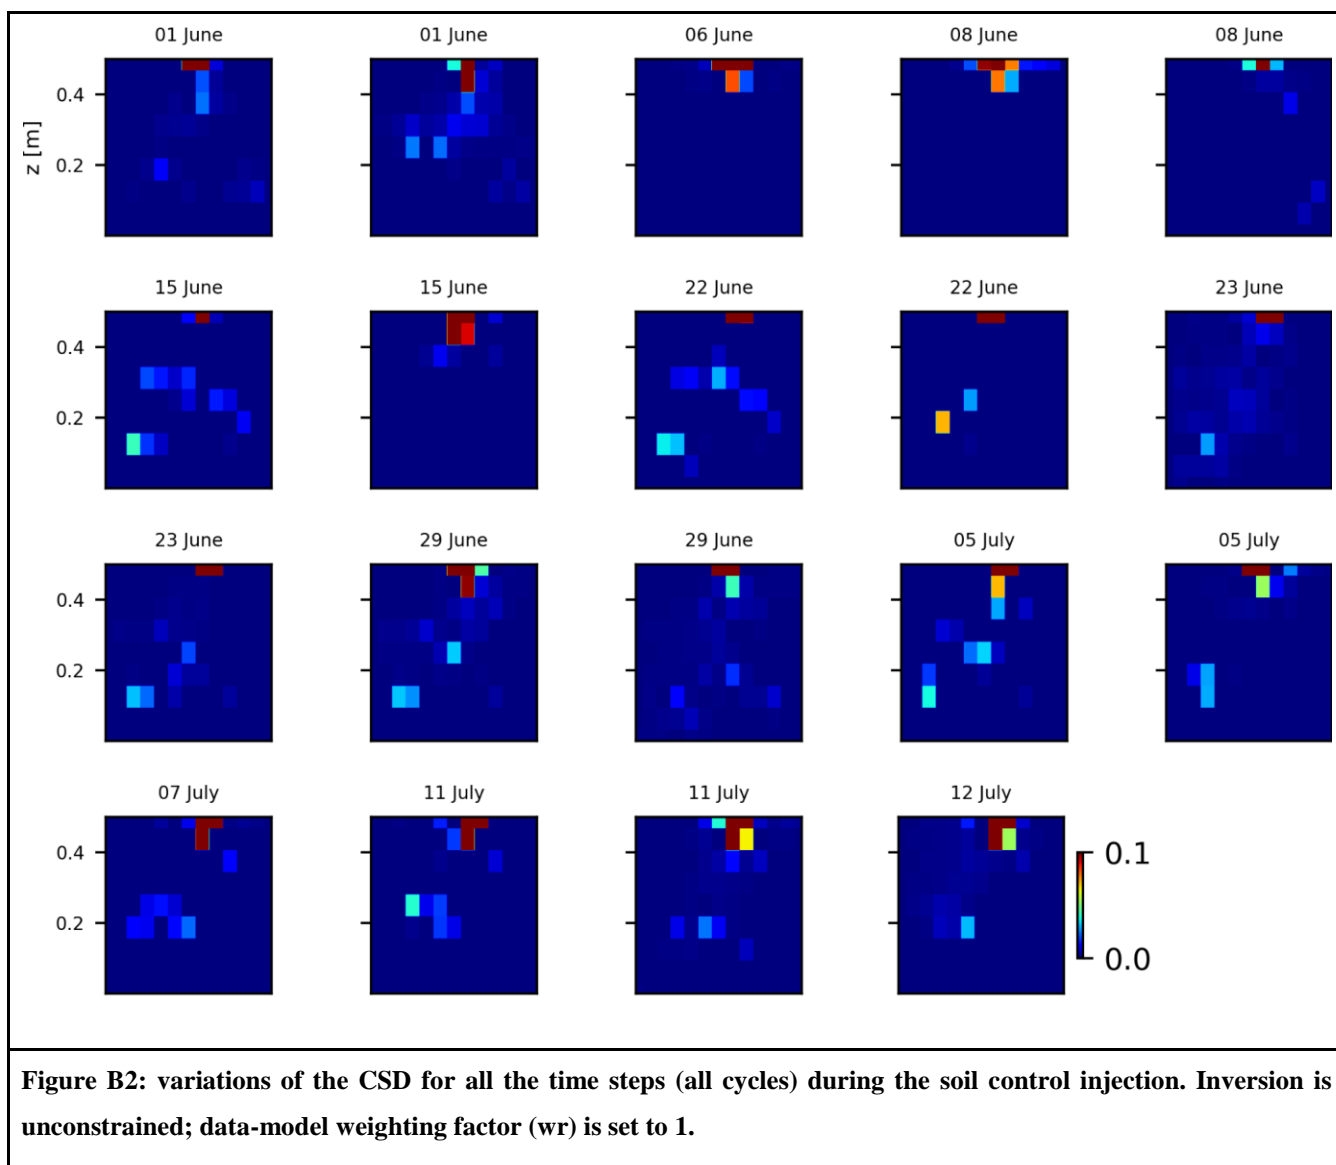 01 June 01 June 06 June 08 June 08 June
0.4
z [m]
0.2
15 June 15 June 22 June 22 June 23 June
0.4
0.2
23 June 29 June 29 June 05 July 05 July
0.4
0.2
07 July 11 July 11 July 12 July
0.4
0.2
0.1
0.0
Figure B2: variations of the CSD for all the time steps (all cycles) during the soil control injection. Inversion is
unconstrained; data-model weighting factor (wr) is set to 1.